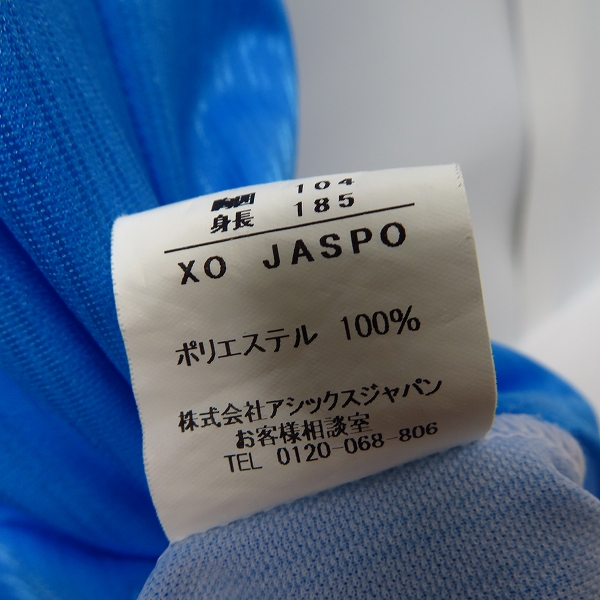 104
身長 185
XO JASPO
ポリエステル 100%
株式会社アシックスジャパン
お客様相談室
TEL 0120-068-806